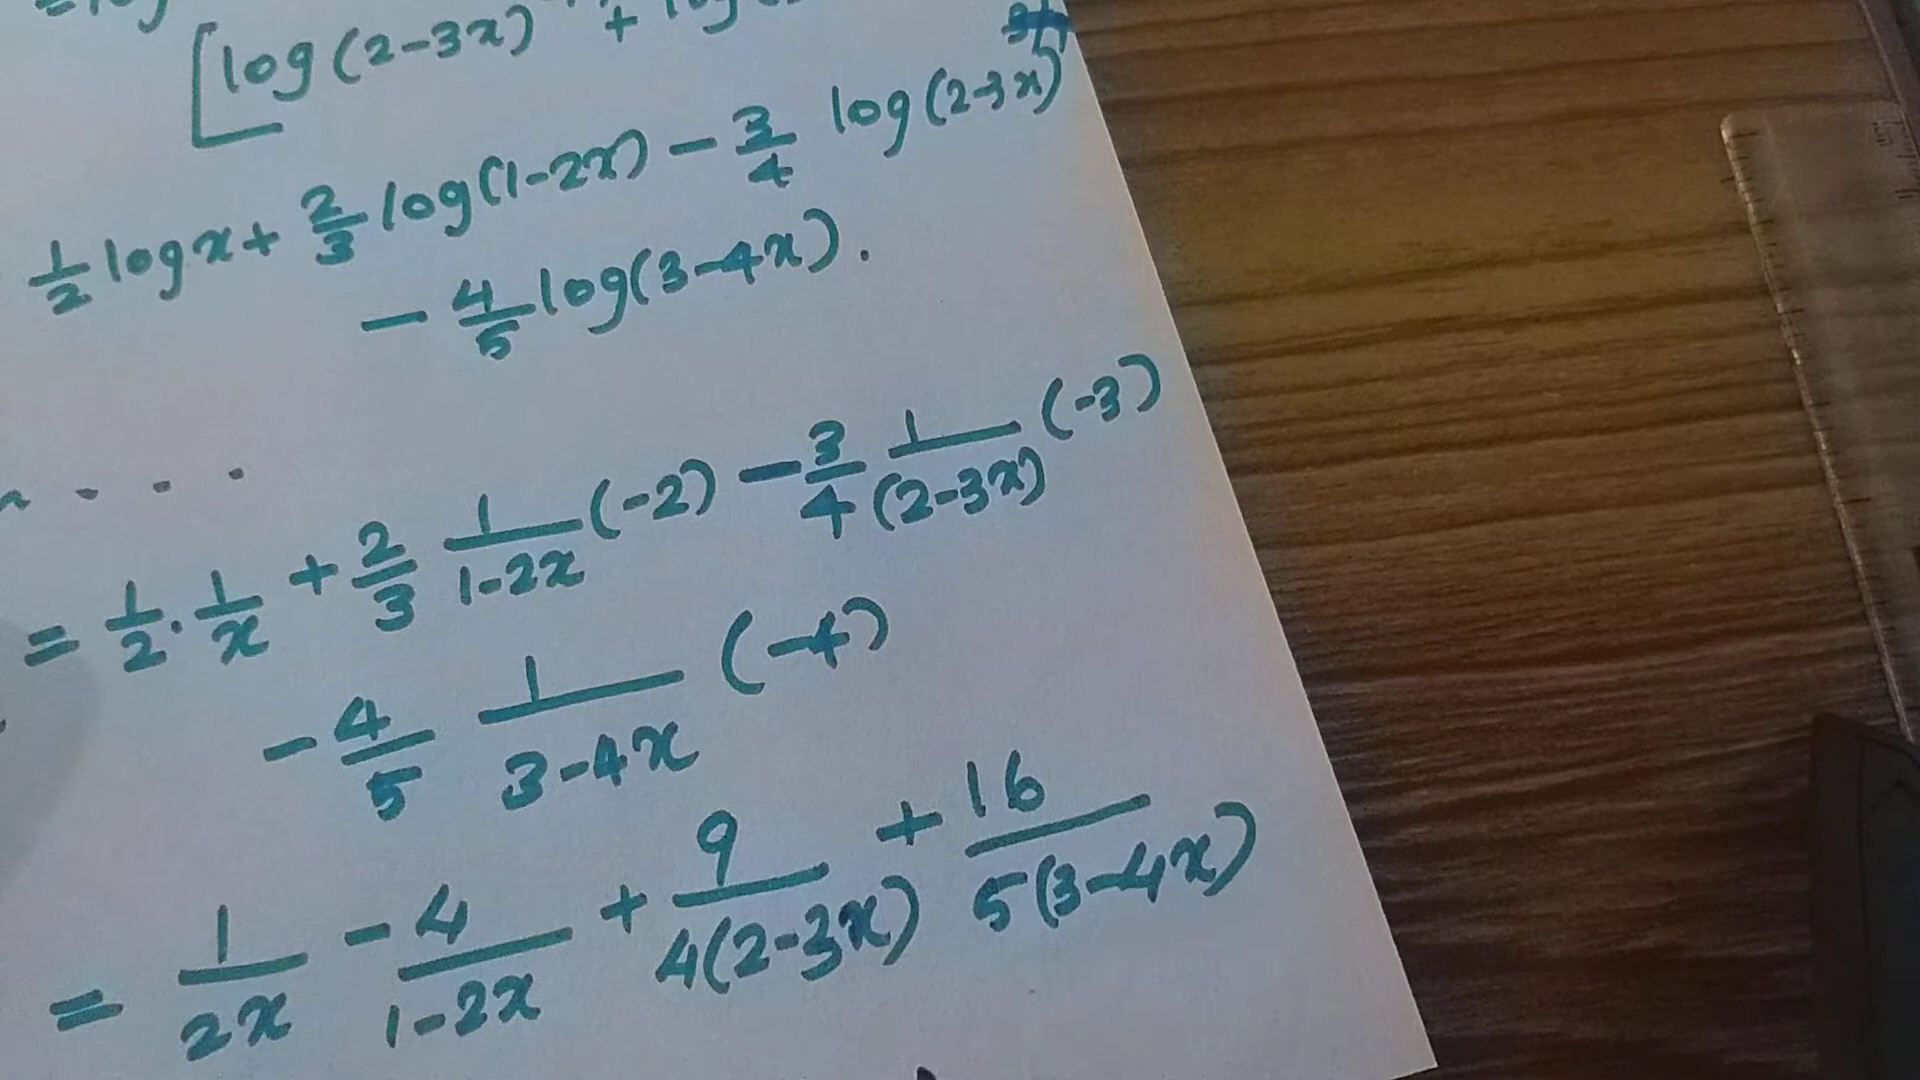 [log(2-3x) + log
1/2 log x + 2/3 log(1-2x) - 3/4 log(2-3x)
- 4/5 log(3-4x).
. . .
= 1/2 . 1/x + 2/3 1/(1-2x) (-2) - 3/4 1/(2-3x) (-3)
- 4/5 1/(3-4x) (-4)
= 1/(2x) - 4/(1-2x) + 9/(4(2-3x)) + 16/(5(3-4x))